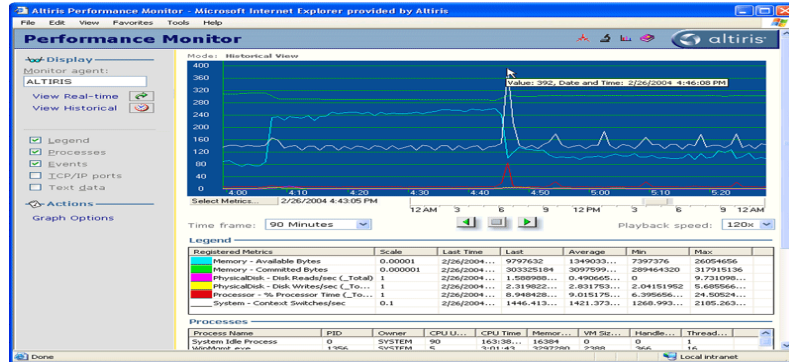 Altiris Performance Monitor - Microsoft Internet Explorer provided by Altiris
File Edit View Favorites Tools Help
Performance Monitor
altiris
Display
Monitor agent:
ALTIRIS
View Real-time
View Historical
Legend
Processes
Events
TCP/IP ports
Text data
Actions
Graph Options
Mode: Historical View
400
360
320
280
240
200
160
120
80
40
0
Value: 392, Date and Time: 2/26/2004 4:46:08 PM
4:00 4:10 4:20 4:30 4:40 4:50 5:00 5:10 5:20
Select Metrics... 2/26/2004 4:43:05 PM
12 AM 3 6 9 12 PM 3 6 9 12 AM
Time frame: 90 Minutes Playback speed: 120x
Legend
Registered Metrics Scale Last Time Last Average Min Max
Memory - Available Bytes 0.00001 2/26/2004... 9797632 1349033... 7397376 26054656
Memory - Committed Bytes 0.000001 2/26/2004... 303325184 3097599... 289464320 317915136
PhysicalDisk - Disk Reads/sec (_Total) 1 2/26/2004... 1.588988... 0.490665... 0 9.731098...
PhysicalDisk - Disk Writes/sec (_To... 1 2/26/2004... 2.319822... 2.831753... 2.04151952 5.685566...
Processor - % Processor Time (_To... 1 2/26/2004... 8.948428... 9.015175... 6.395656... 24.50524...
System - Context Switches/sec 0.1 2/26/2004... 1446.413... 1421.373... 1268.993... 2185.263...
Processes
Process Name PID Owner CPU U... CPU Time Memor... VM Siz... Handle... Thread...
System Idle Process 0 SYSTEM 90 163:38... 16384 0 0 1
1356 SYSTEM 5 3:01:43 3297280 2388 366 16
Done Local intranet